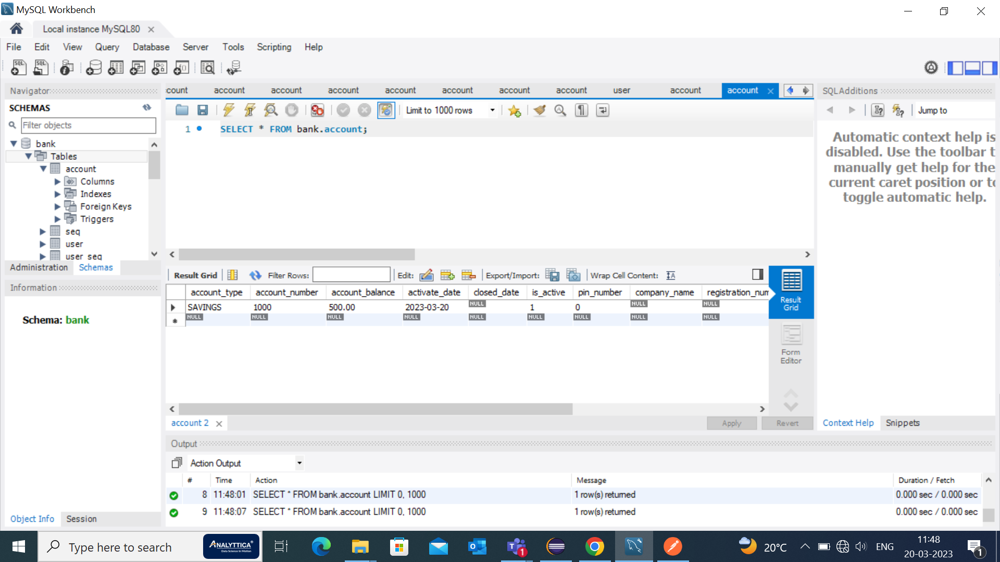 MySQL Workbench
Local instance MySQL80
File Edit View Query Database Server Tools Scripting Help
Navigator
SCHEMAS
Filter objects
bank
Tables
account
Columns
Indexes
Foreign Keys
Triggers
seq
user
user_seq
Administration Schemas
Information
Schema: bank
Object Info Session
count account account account account account account account user account account
Limit to 1000 rows
1 SELECT * FROM bank.account;
Result Grid Filter Rows: Edit: Export/Import: Wrap Cell Content:
account_type account_number account_balance activate_date closed_date is_active pin_number company_name registration_num
SAVINGS 1000 500.00 2023-03-20 NULL 1 0 NULL NULL
NULL NULL NULL NULL NULL NULL NULL NULL NULL
Result
Grid
Form
Editor
account 2
Apply Revert
SQLAdditions
Jump to
Automatic context help is
disabled. Use the toolbar t
manually get help for the
current caret position or to
toggle automatic help.
Context Help Snippets
Output
Action Output
# Time Action Message Duration / Fetch
8 11:48:01 SELECT * FROM bank.account LIMIT 0, 1000 1 row(s) returned 0.000 sec / 0.000 sec
9 11:48:07 SELECT * FROM bank.account LIMIT 0, 1000 1 row(s) returned 0.000 sec / 0.000 sec
Type here to search
ANALYTTICA
Data Science In Motion
1
20°C
ENG
11:48
20-03-2023
1